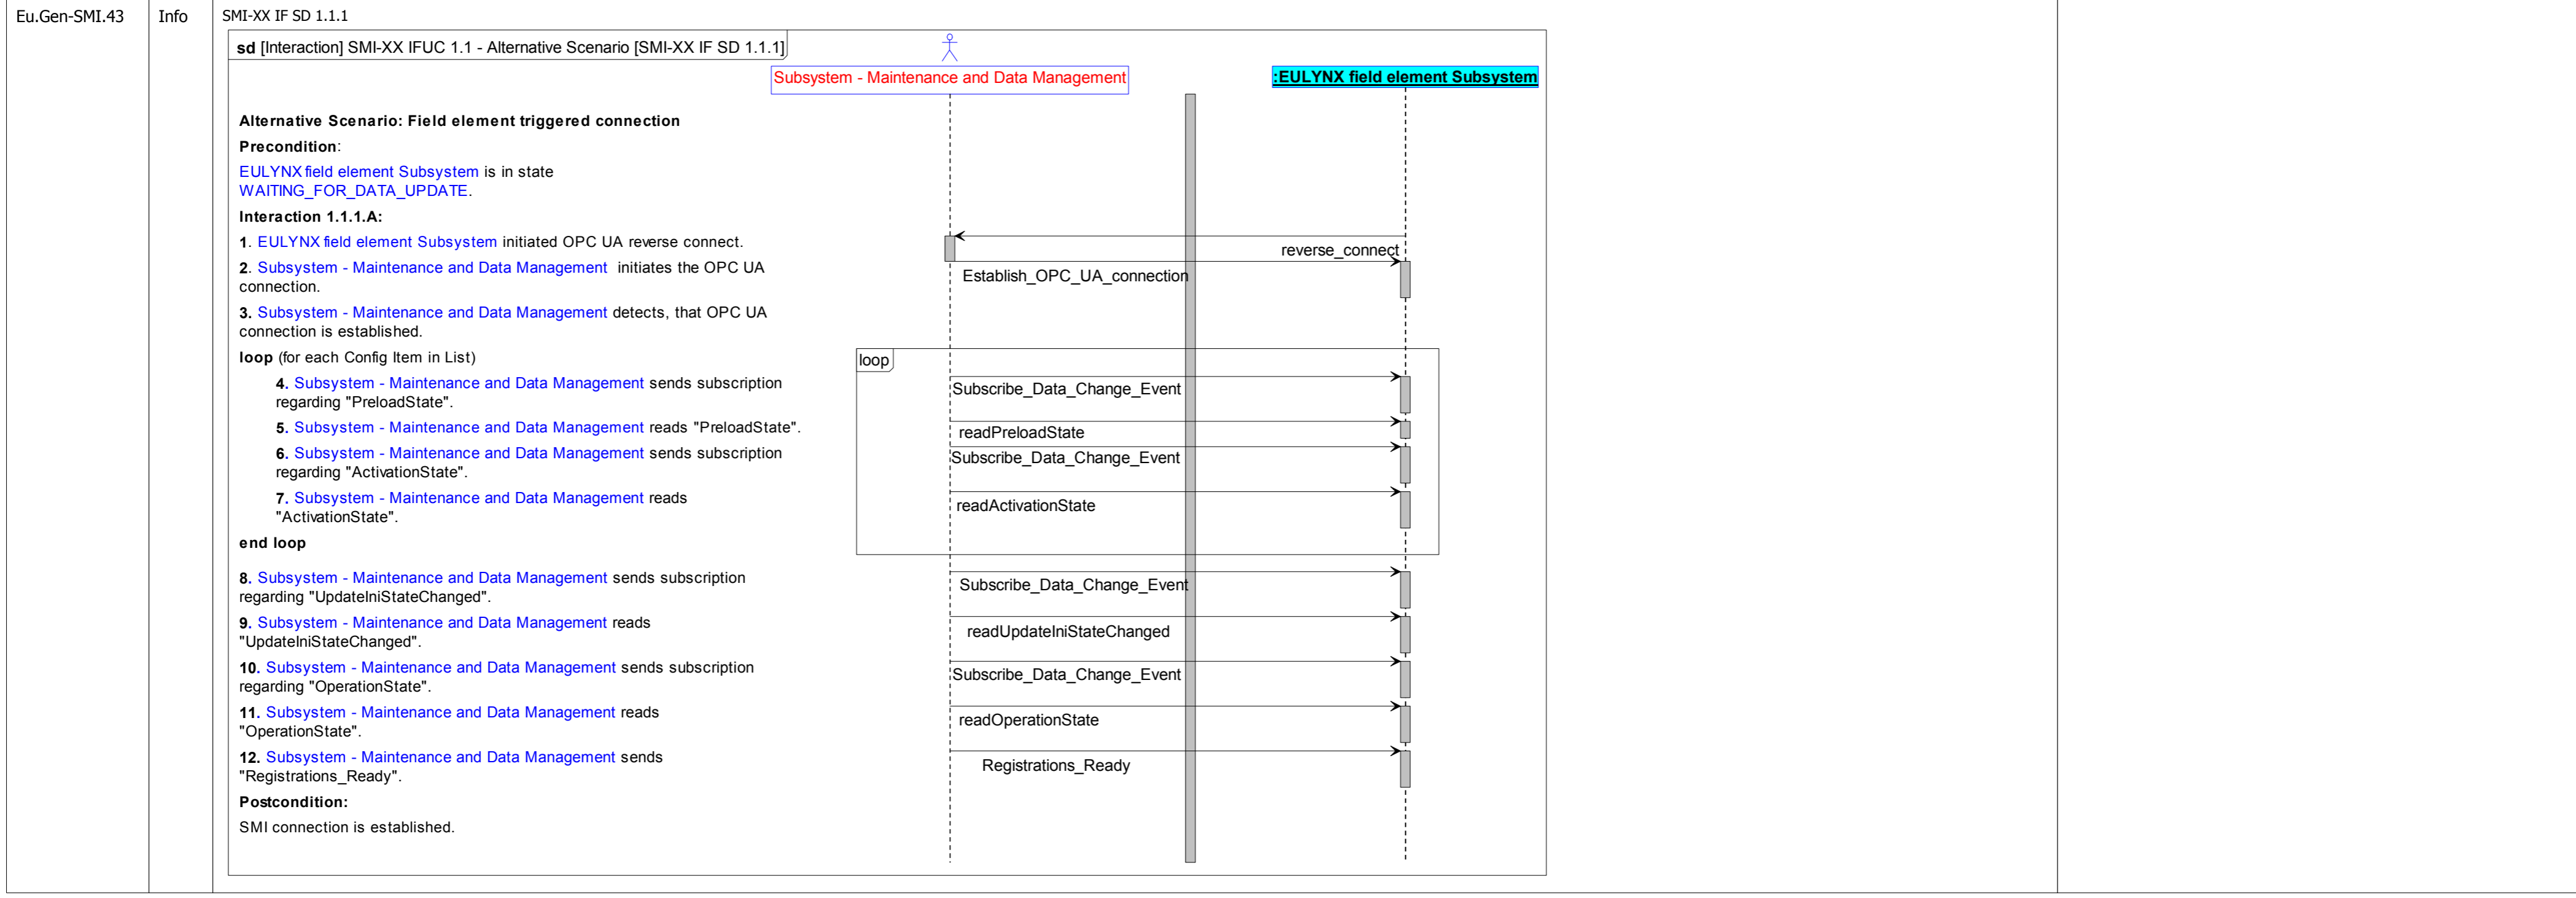 Eu.Gen-SMI.43
Info
SMI-XX IF SD 1.1.1
sd [Interaction] SMI-XX IFUC 1.1 - Alternative Scenario [SMI-XX IF SD 1.1.1]
Subsystem - Maintenance and Data Management
:EULYNX field element Subsystem
Alternative Scenario: Field element triggered connection
Precondition:
EULYNX field element Subsystem is in state
WAITING_FOR_DATA_UPDATE.
Interaction 1.1.1.A:
1. EULYNX field element Subsystem initiated OPC UA reverse connect.
2. Subsystem - Maintenance and Data Management initiates the OPC UA
connection.
3. Subsystem - Maintenance and Data Management detects, that OPC UA
connection is established.
loop (for each Config Item in List)
4. Subsystem - Maintenance and Data Management sends subscription
regarding "PreloadState".
5. Subsystem - Maintenance and Data Management reads "PreloadState".
6. Subsystem - Maintenance and Data Management sends subscription
regarding "ActivationState".
7. Subsystem - Maintenance and Data Management reads
"ActivationState".
end loop
8. Subsystem - Maintenance and Data Management sends subscription
regarding "UpdateIniStateChanged".
9. Subsystem - Maintenance and Data Management reads
"UpdateIniStateChanged".
10. Subsystem - Maintenance and Data Management sends subscription
regarding "OperationState".
11. Subsystem - Maintenance and Data Management reads
"OperationState".
12. Subsystem - Maintenance and Data Management sends
"Registrations_Ready".
Postcondition:
SMI connection is established.
reverse_connect
Establish_OPC_UA_connection
loop
Subscribe_Data_Change_Event
readPreloadState
Subscribe_Data_Change_Event
readActivationState
Subscribe_Data_Change_Event
readUpdateIniStateChanged
Subscribe_Data_Change_Event
readOperationState
Registrations_Ready